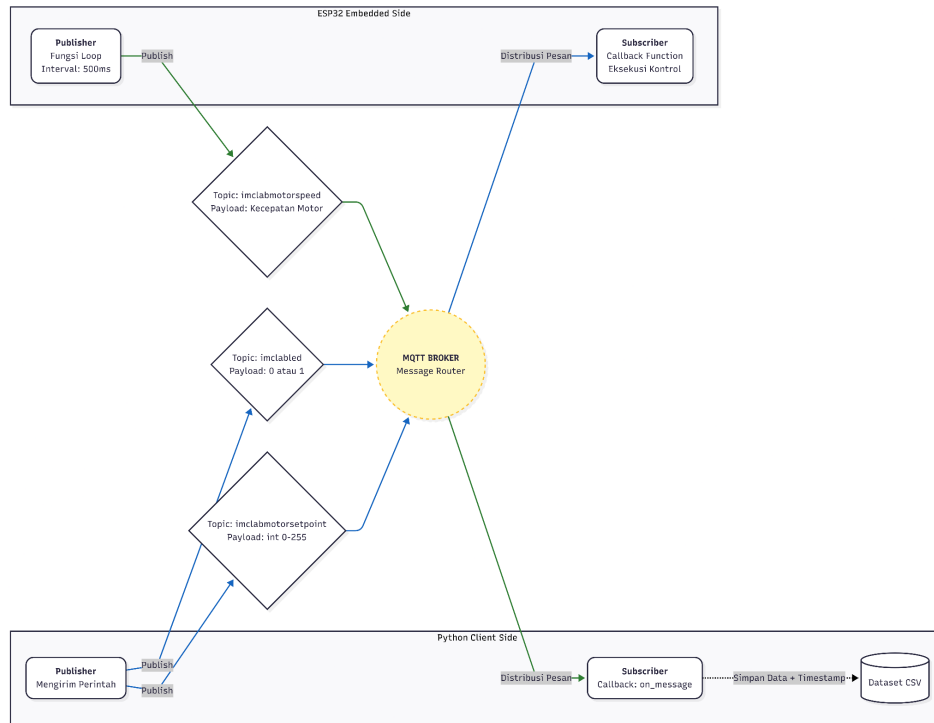 ESP32 Embedded Side
Publisher
Fungsi Loop
Interval: 500ms
Publish
Distribusi Pesan
Subscriber
Callback Function
Eksekusi Kontrol
Topic: imclabmotorspeed
Payload: Kecepatan Motor
Topic: imclabled
Payload: 0 atau 1
MQTT BROKER
Message Router
Topic: imclabmotorsetpoint
Payload: int 0-255
Python Client Side
Publisher
Mengirim Perintah
Publish
Publish
Distribusi Pesan
Subscriber
Callback: on_message
Simpan Data + Timestamp
Dataset CSV